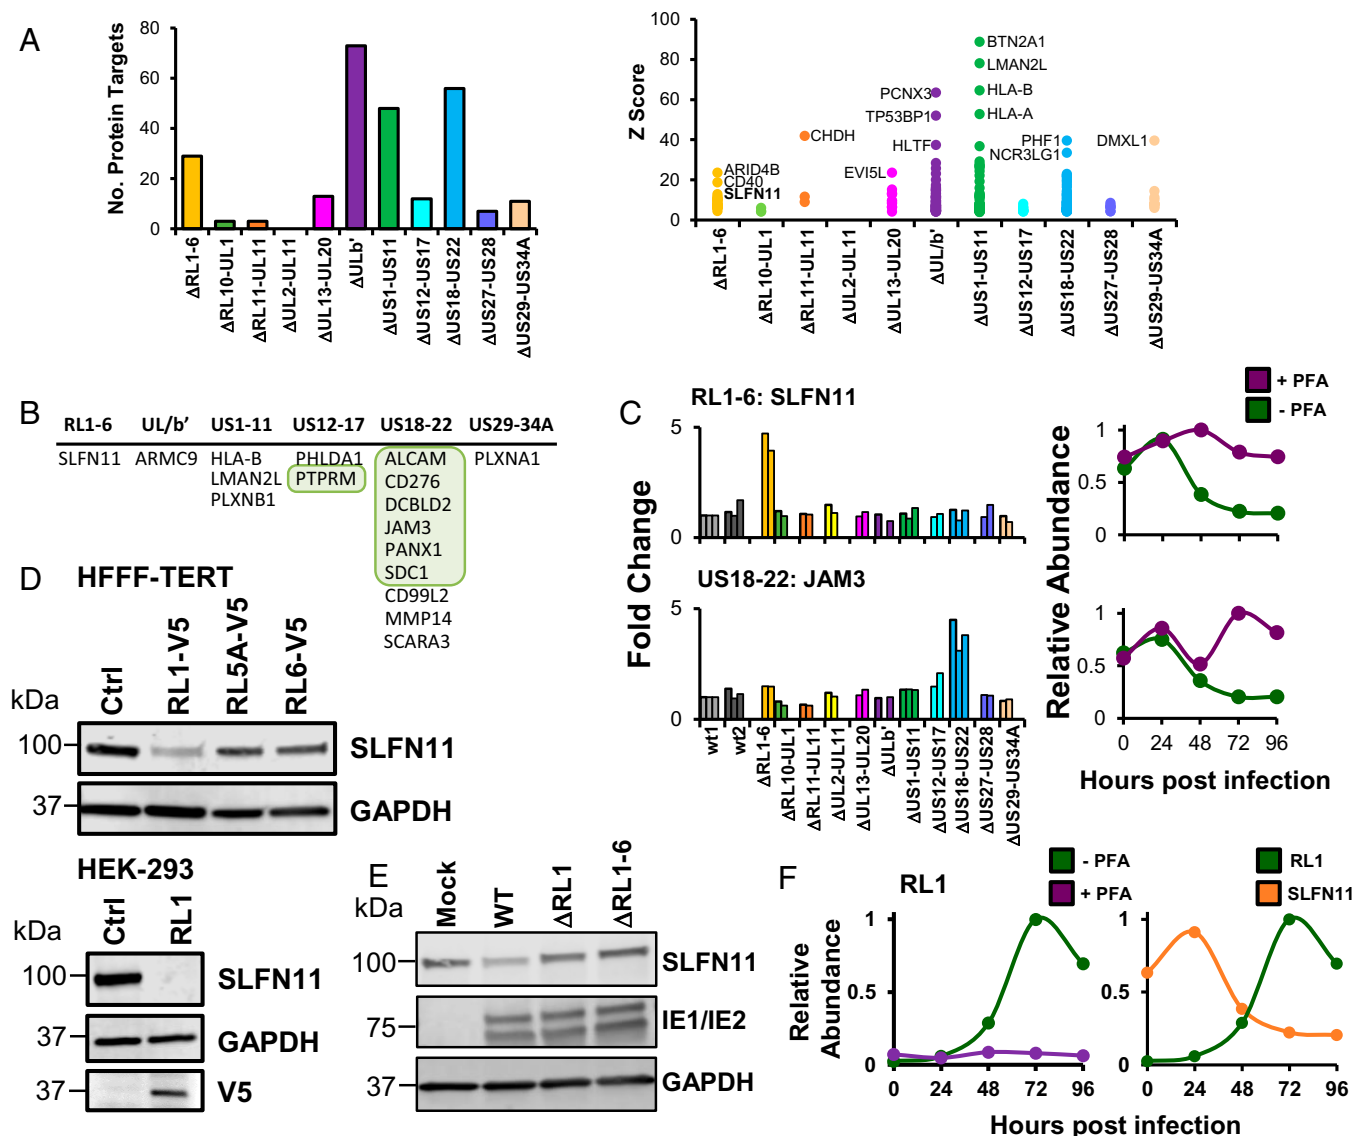 A
No. Protein Targets
80
60
40
20
0
ΔRL1-6
ΔRL10-UL1
ΔRL11-UL11
ΔUL2-UL11
ΔUL13-UL20
ΔULb'
ΔUS1-US11
ΔUS12-US17
ΔUS18-US22
ΔUS27-US28
ΔUS29-US34A
Z Score
100
80
60
40
20
0
ARID4B
CD40
SLFN11
CHDH
EVI5L
PCNX3
TP53BP1
HLTF
BTN2A1
LMAN2L
HLA-B
HLA-A
PHF1
NCR3LG1
DMXL1
ΔRL1-6
ΔRL10-UL1
ΔRL11-UL11
ΔUL2-UL11
ΔUL13-UL20
ΔUL/b'
ΔUS1-US11
ΔUS12-US17
ΔUS18-US22
ΔUS27-US28
ΔUS29-US34A
B
RL1-6 UL/b' US1-11 US12-17 US18-22 US29-34A
SLFN11 ARMC9 HLA-B PHLDA1 ALCAM PLXNA1
LMAN2L PTPRM CD276
PLXNB1 DCBLD2
JAM3
PANX1
SDC1
CD99L2
MMP14
SCARA3
C
+ PFA
- PFA
RL1-6: SLFN11
5
0
US18-22: JAM3
5
0
Fold Change
wt1
wt2
ΔRL1-6
ΔRL10-UL1
ΔRL11-UL11
ΔUL2-UL11
ΔUL13-UL20
ΔULb'
ΔUS1-US11
ΔUS12-US17
ΔUS18-US22
ΔUS27-US28
ΔUS29-US34A
Relative Abundance
1
0.5
0
1
0.5
0
0 24 48 72 96
Hours post infection
D
HFFF-TERT
kDa
Ctrl
RL1-V5
RL5A-V5
RL6-V5
100
SLFN11
37
GAPDH
HEK-293
kDa
Ctrl
RL1
100
SLFN11
37
GAPDH
37
V5
E
kDa
Mock
WT
ΔRL1
ΔRL1-6
100
SLFN11
75
IE1/IE2
37
GAPDH
F
RL1
- PFA
+ PFA
RL1
SLFN11
Relative
Abundance
1
0.5
0
0 24 48 72 96
1
0.5
0
0 24 48 72 96
Hours post infection